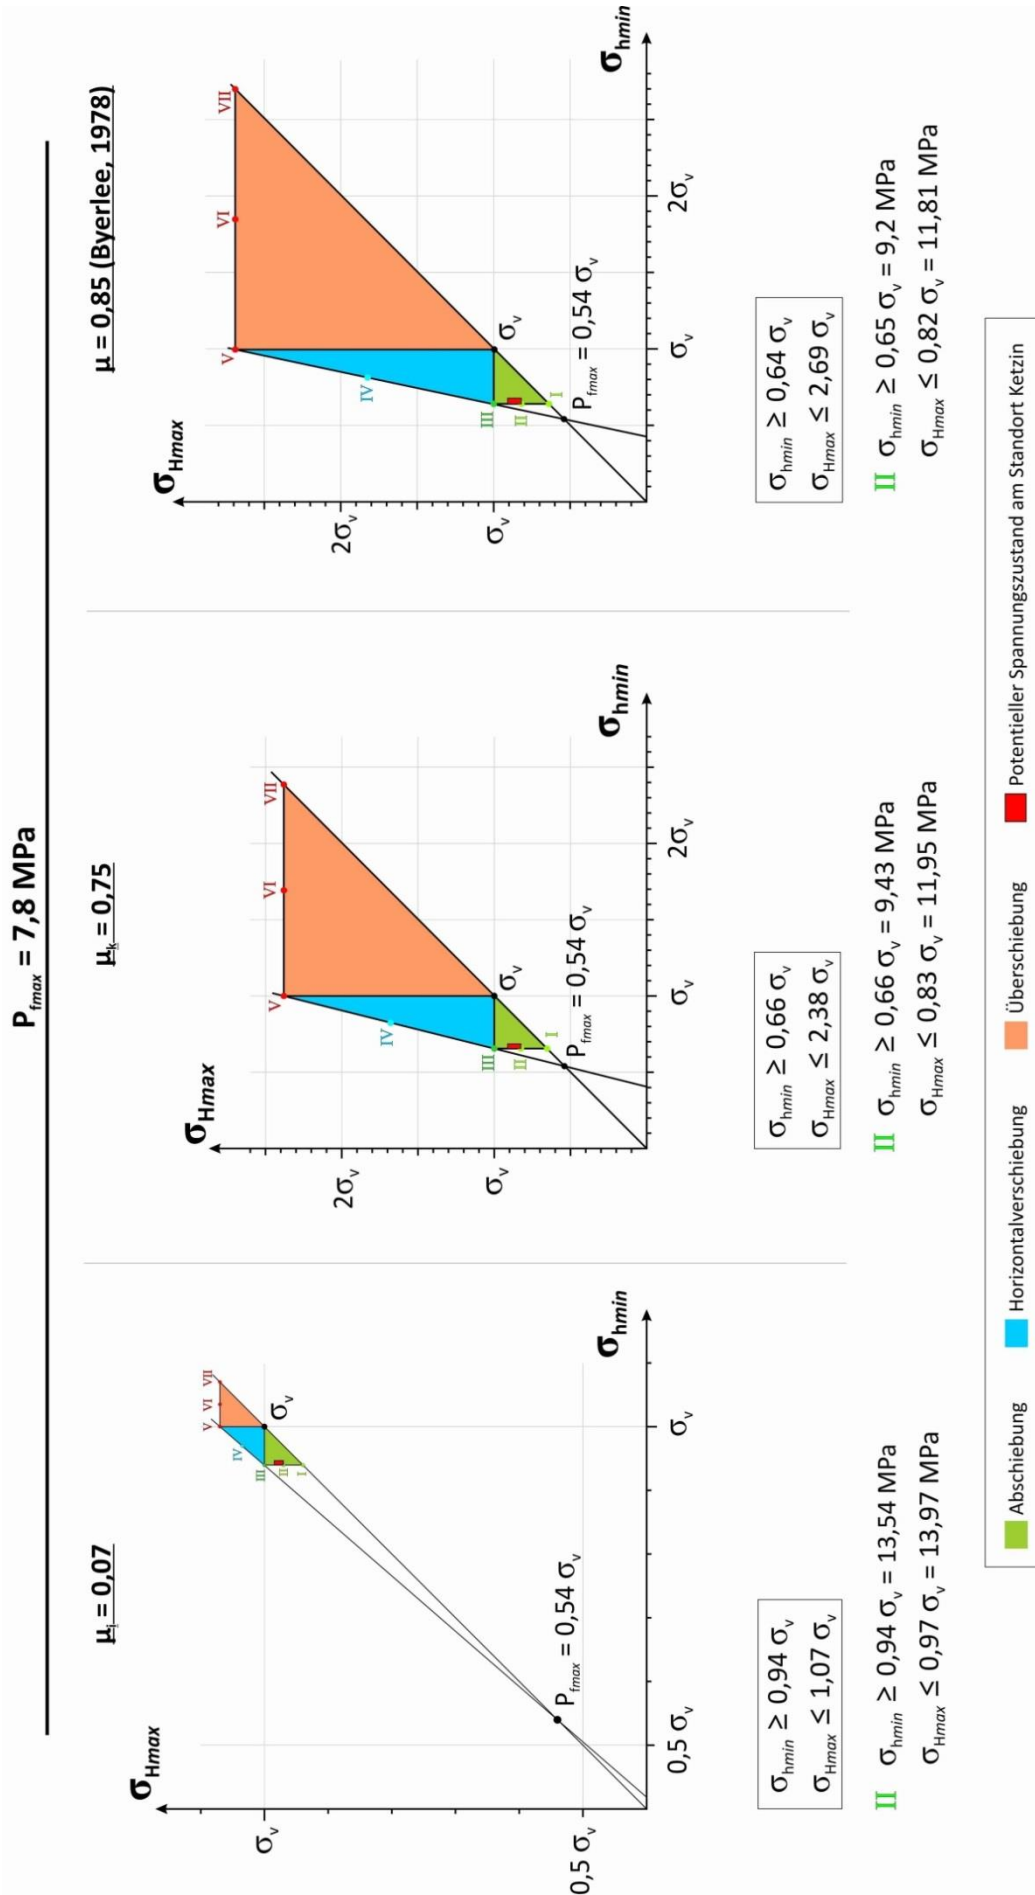 P_fmax = 7,8 MPa
μ_i = 0,07
σ_Hmax
σ_v
0,5 σ_v
V
VI
VII
IV
III
II
I
σ_v
P_fmax = 0,54 σ_v
0,5 σ_v
σ_v
σ_hmin
σ_hmin ≥ 0,94 σ_v
σ_Hmax ≤ 1,07 σ_v
II σ_hmin ≥ 0,94 σ_v = 13,54 MPa
σ_Hmax ≤ 0,97 σ_v = 13,97 MPa
μ_k = 0,75
σ_Hmax
2σ_v
σ_v
V
VI
VII
IV
III
II
I
σ_v
P_fmax = 0,54 σ_v
σ_v
2σ_v
σ_hmin
σ_hmin ≥ 0,66 σ_v
σ_Hmax ≤ 2,38 σ_v
II σ_hmin ≥ 0,66 σ_v = 9,43 MPa
σ_Hmax ≤ 0,83 σ_v = 11,95 MPa
μ = 0,85 (Byerlee, 1978)
σ_Hmax
2σ_v
σ_v
V
VI
VII
IV
III
II
I
σ_v
P_fmax = 0,54 σ_v
σ_v
2σ_v
σ_hmin
σ_hmin ≥ 0,64 σ_v
σ_Hmax ≤ 2,69 σ_v
II σ_hmin ≥ 0,65 σ_v = 9,2 MPa
σ_Hmax ≤ 0,82 σ_v = 11,81 MPa
Abschiebung
Horizontalverschiebung
Überschiebung
Potentieller Spannungszustand am Standort Ketzin